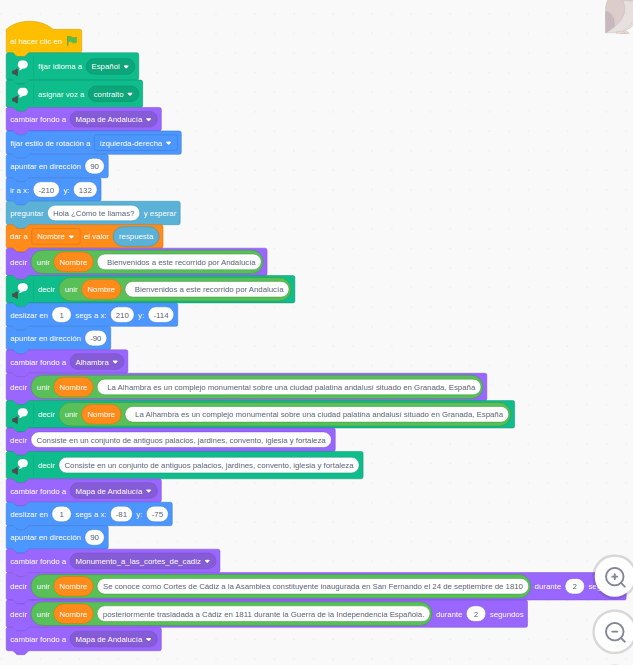 al hacer clic en
fijar idioma a Español
asignar voz a contralto
cambiar fondo a Mapa de Andalucía
fijar estilo de rotación a izquierda-derecha
apuntar en dirección 90
ir a x: -210 y: 132
preguntar Hola ¿Cómo te llamas? y esperar
dar a Nombre el valor respuesta
decir unir Nombre Bienvenidos a este recorrido por Andalucía
decir unir Nombre Bienvenidos a este recorrido por Andalucía
deslizar en 1 segs a x: 210 y: -114
apuntar en dirección -90
cambiar fondo a Alhambra
decir unir Nombre La Alhambra es un complejo monumental sobre una ciudad palatina andalusí situado en Granada, España
decir unir Nombre La Alhambra es un complejo monumental sobre una ciudad palatina andalusí situado en Granada, España
decir Consiste en un conjunto de antiguos palacios, jardines, convento, iglesia y fortaleza
decir Consiste en un conjunto de antiguos palacios, jardines, convento, iglesia y fortaleza
cambiar fondo a Mapa de Andalucía
deslizar en 1 segs a x: -81 y: -75
apuntar en dirección 90
cambiar fondo a Monumento_a_las_cortes_de_cadiz
decir unir Nombre Se conoce como Cortes de Cádiz a la Asamblea constituyente inaugurada en San Fernando el 24 de septiembre de 1810 durante 2
decir unir Nombre posteriormente trasladada a Cádiz en 1811 durante la Guerra de la Independencia Española. durante 2 segundos
cambiar fondo a Mapa de Andalucía